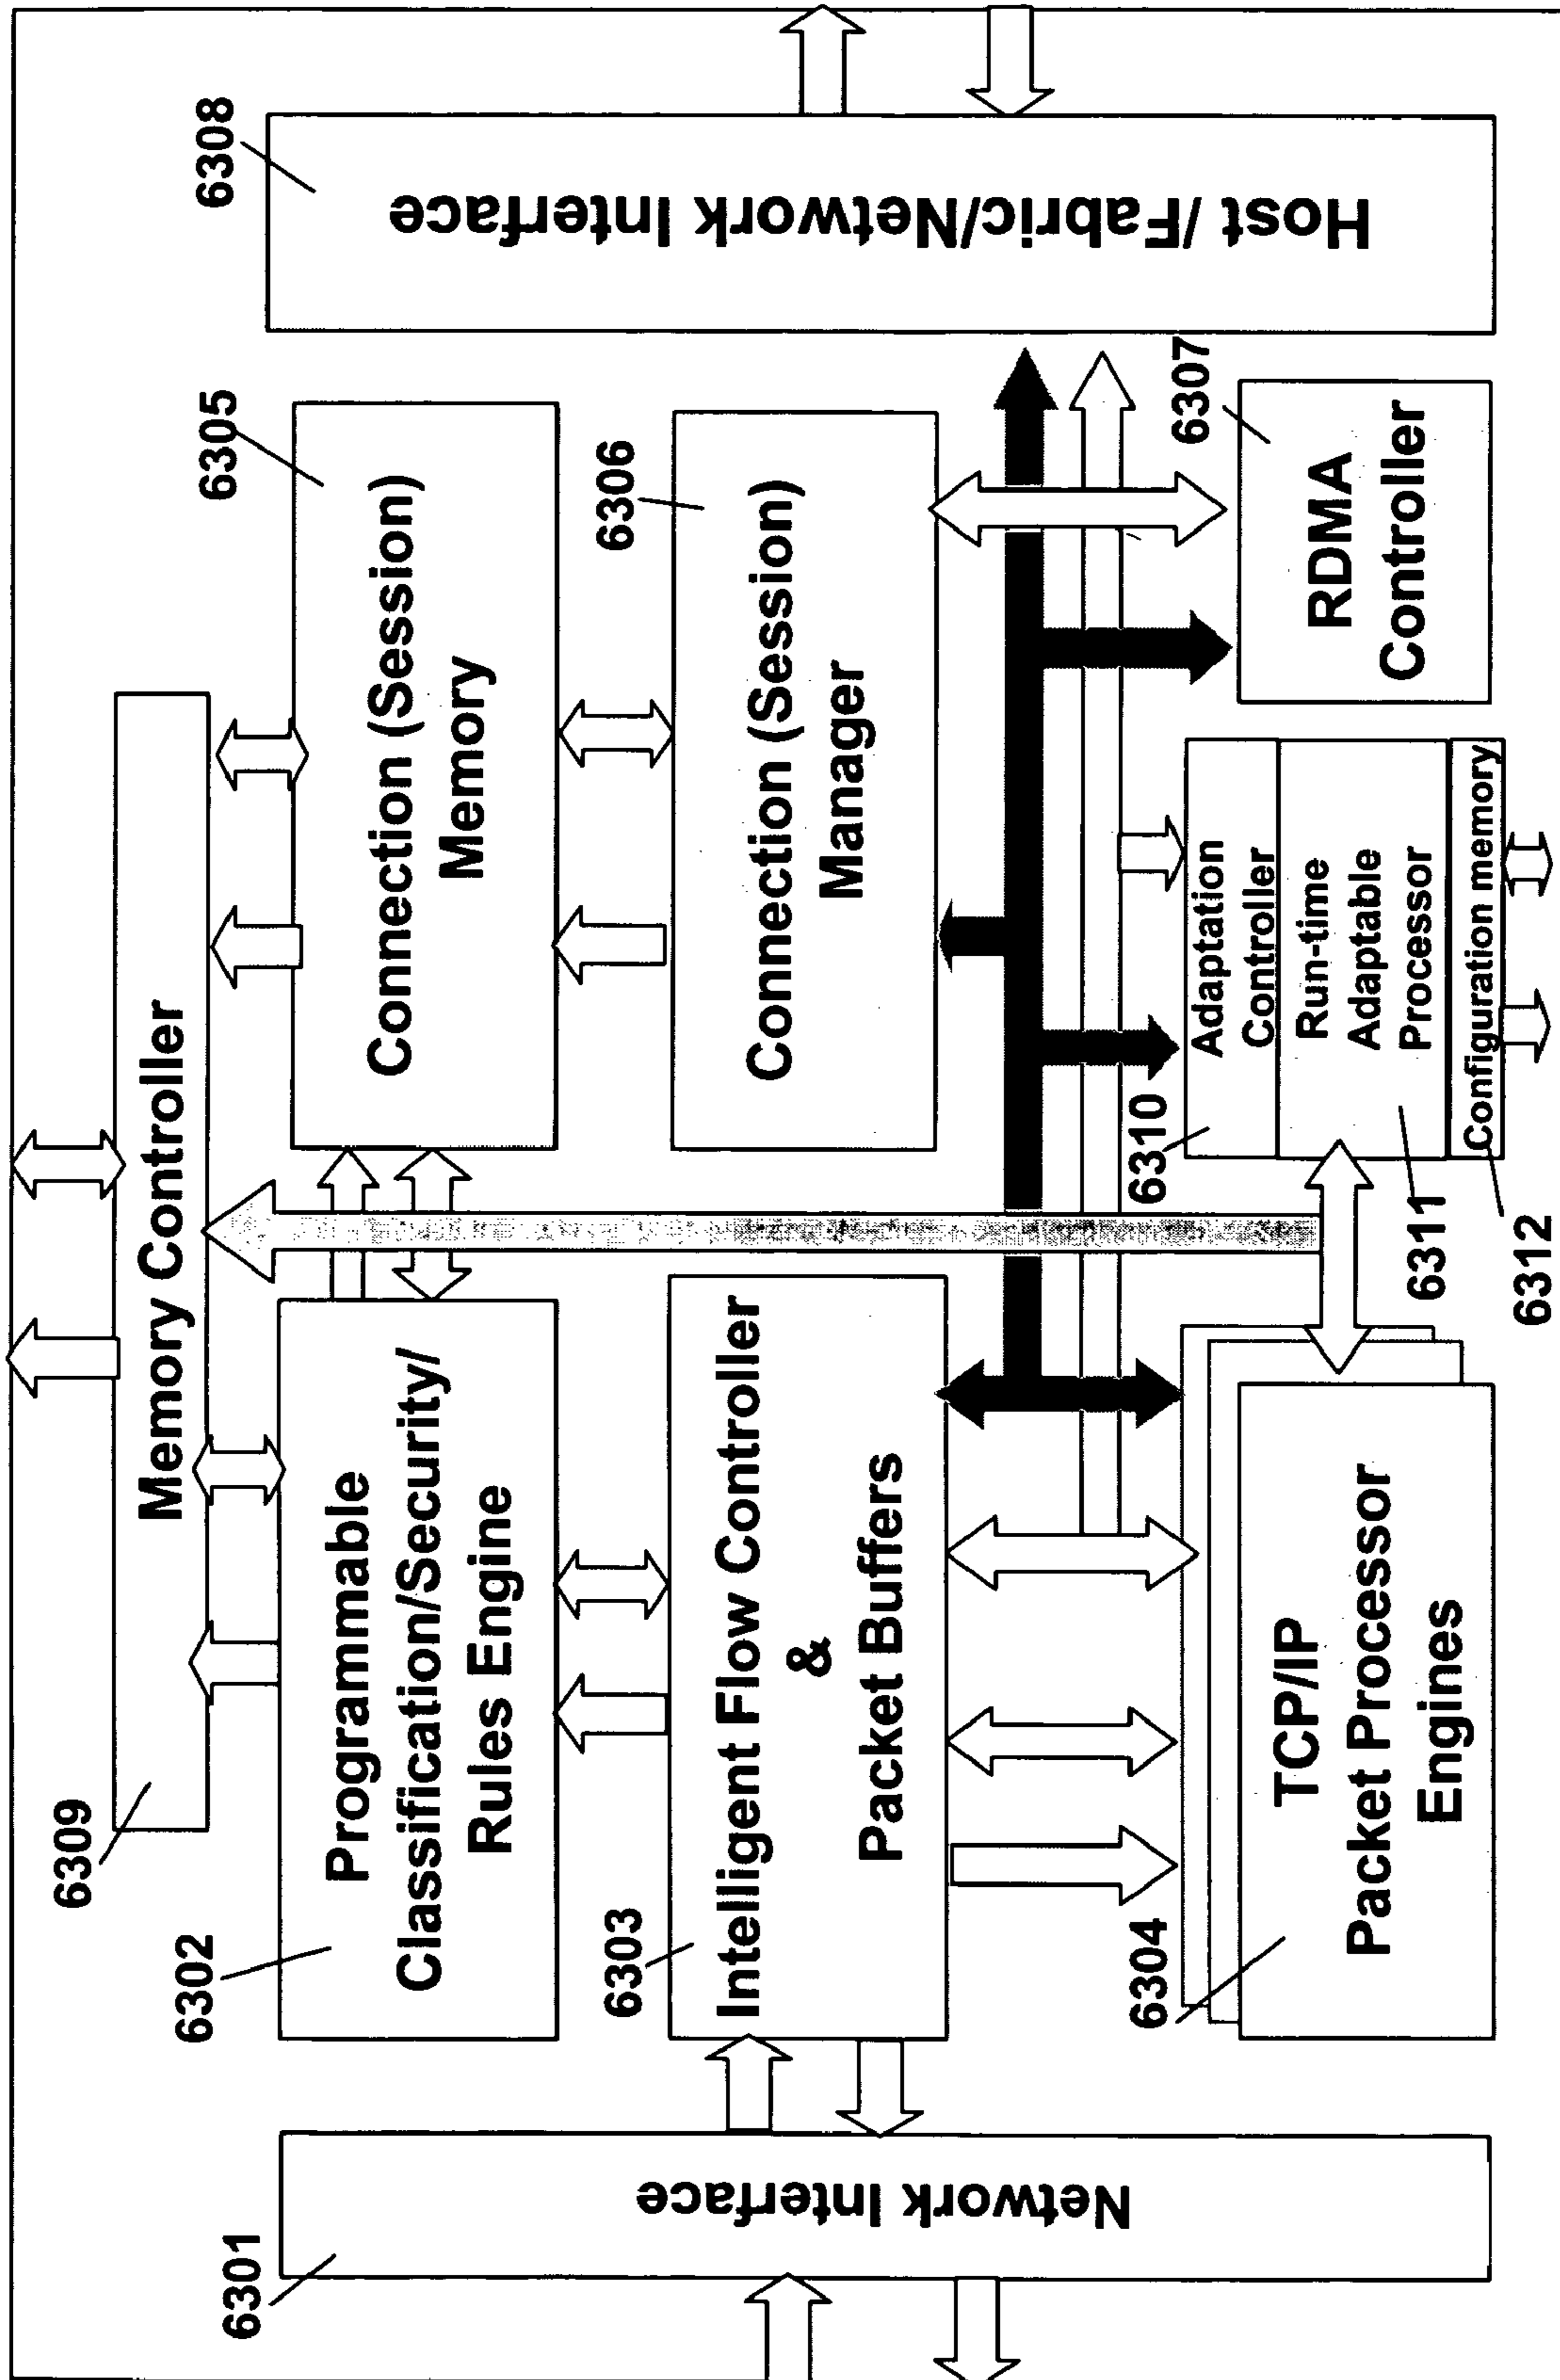 6309
Memory Controller
6302
Programmable
Classification/Security/
Rules Engine
6305
Connection (Session)
Memory
6308
Host /Fabric/Network Interface
6301
Network Interface
6303
Intelligent Flow Controller
&
Packet Buffers
6306
Connection (Session)
Manager
6304
TCP/IP
Packet Processor
Engines
6310
Adaptation
Controller
Run-time
Adaptable
Processor
Configuration memory
6311
6312
6307
RDMA
Controller